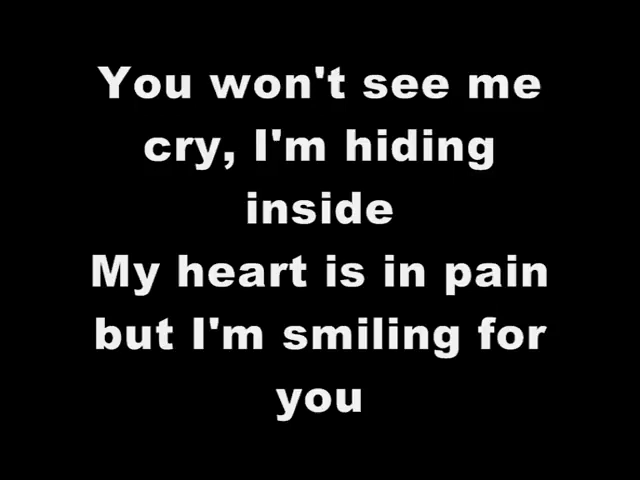 You won't see me
cry, I'm hiding
inside
My heart is in pain
but I'm smiling for
you